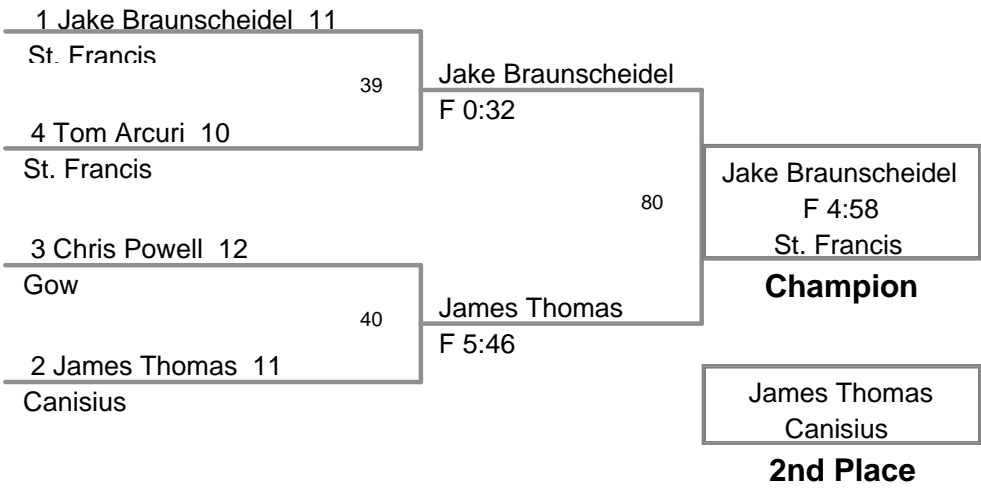 1 Jake Braunscheidel 11
St. Francis
39
Jake Braunscheidel
F 0:32
4 Tom Arcuri 10
St. Francis
80
Jake Braunscheidel
F 4:58
St. Francis
Champion
3 Chris Powell 12
Gow
40
James Thomas
F 5:46
2 James Thomas 11
Canisius
James Thomas
Canisius
2nd Place